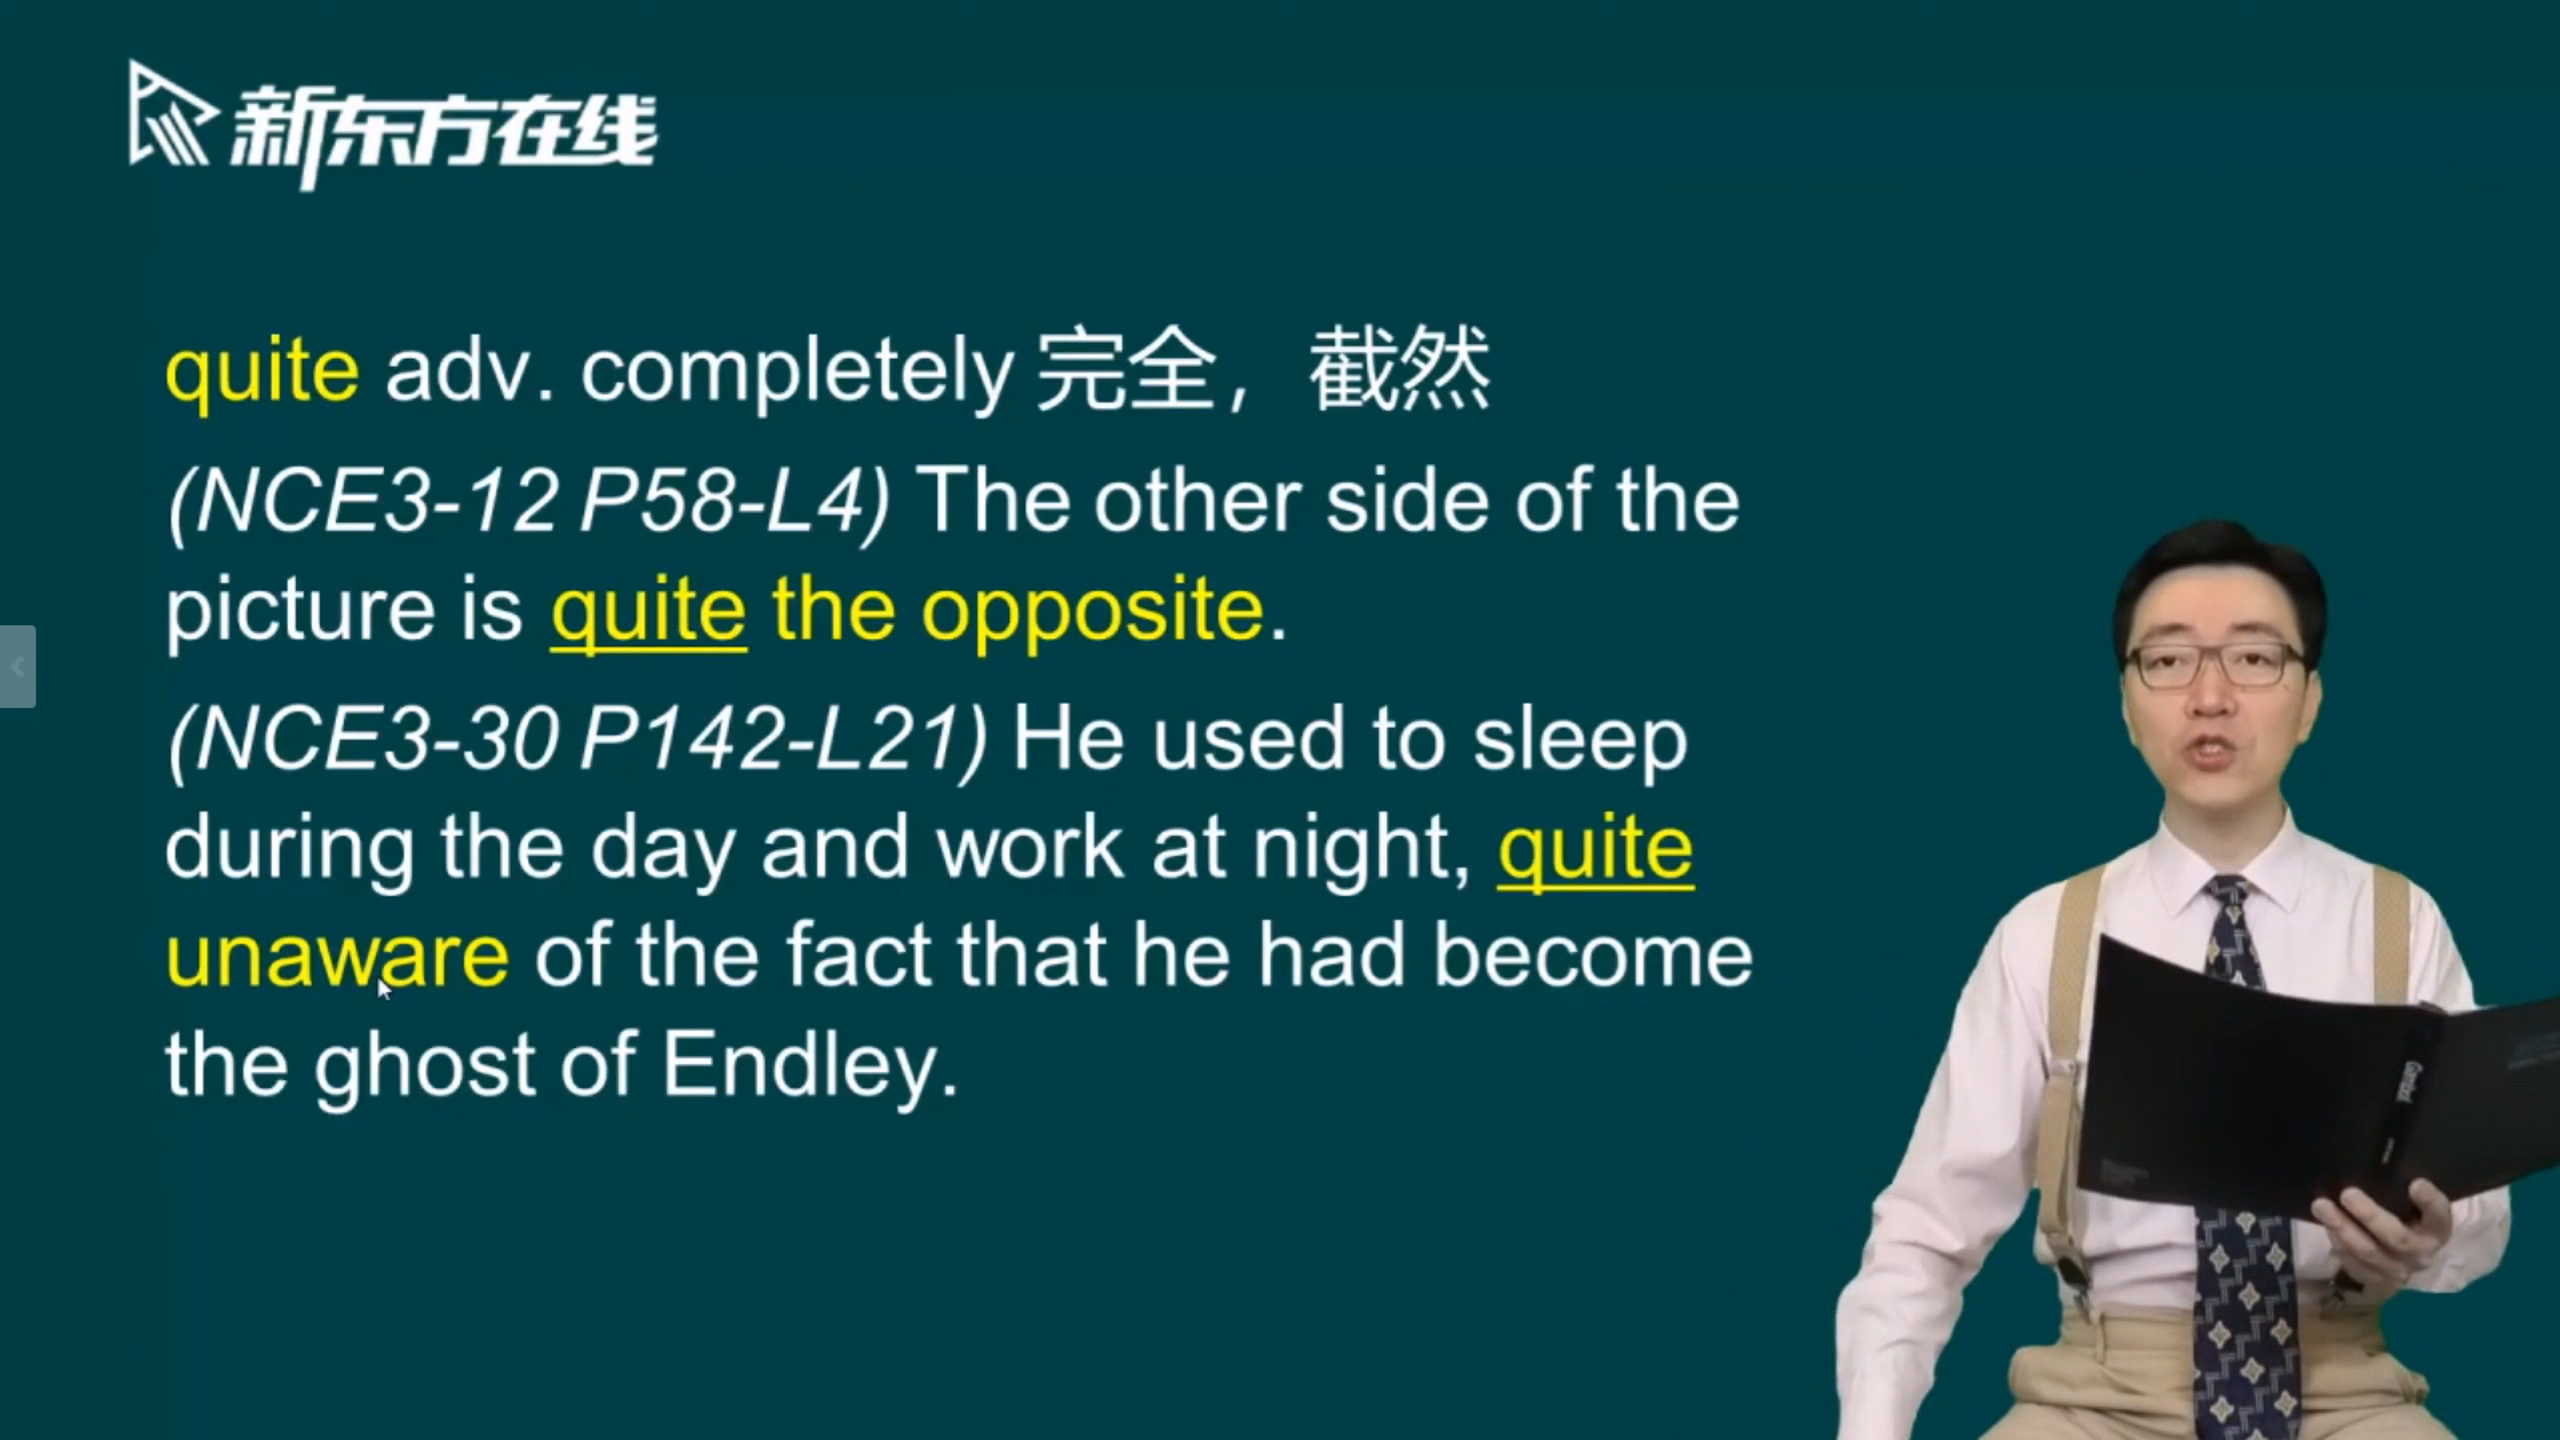 新东方在线
quite adv. completely 完全，截然
(NCE3-12 P58-L4) The other side of the
picture is quite the opposite.
(NCE3-30 P142-L21) He used to sleep
during the day and work at night, quite
unaware of the fact that he had become
the ghost of Endley.